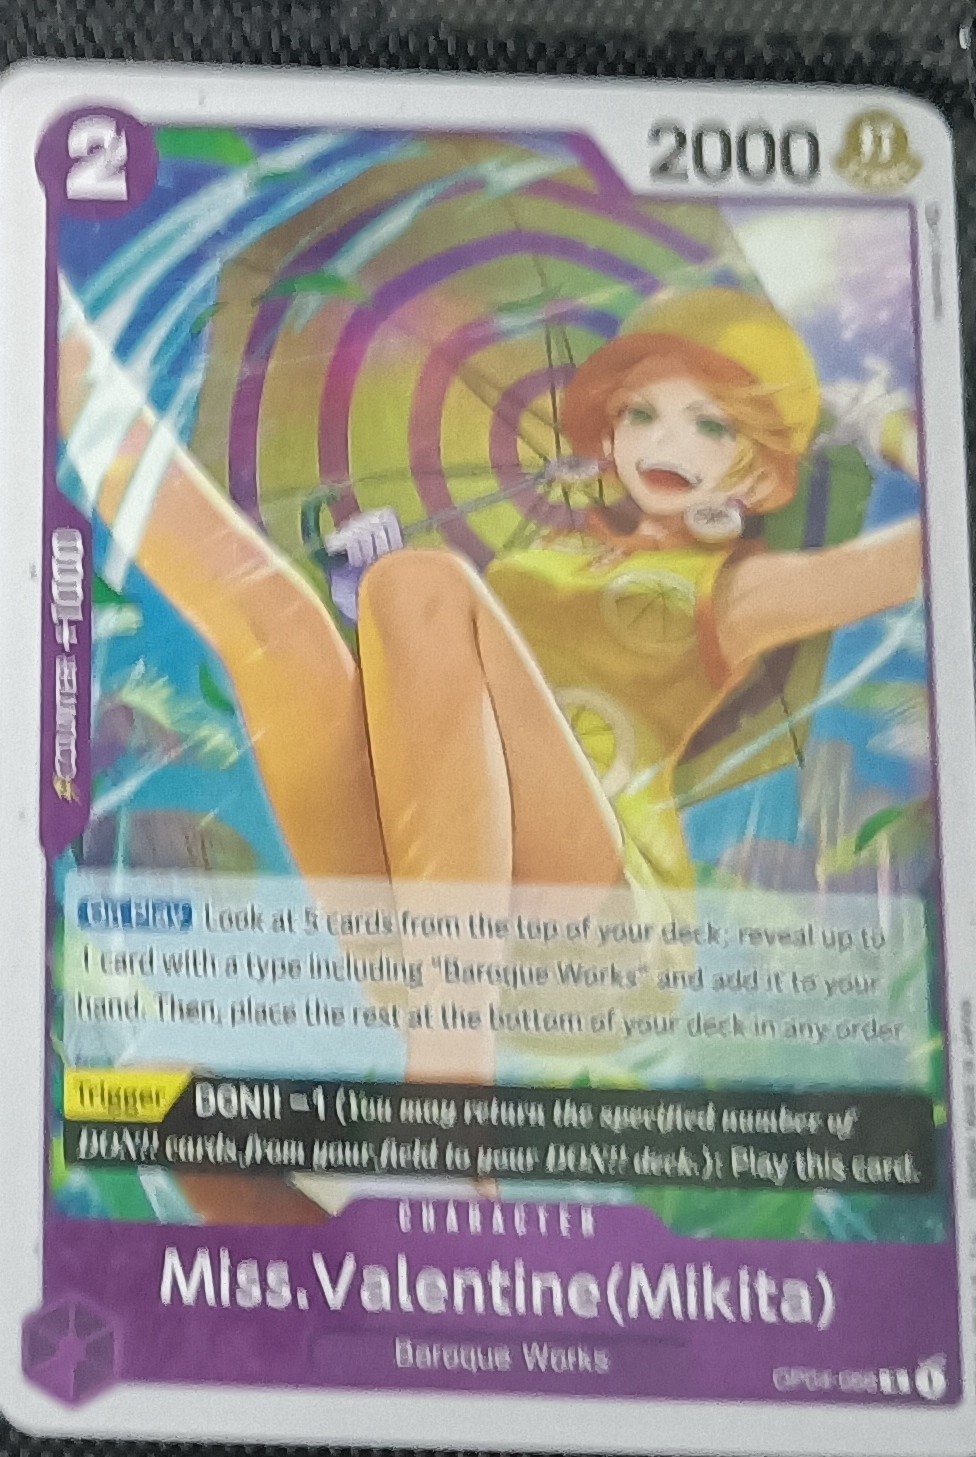 2
2000
COUNTER +1000
Look at 5 cards from the top of your deck; reveal up to
1 card with a type including "Baroque Works" and add it to your
hand. Then, place the rest at the bottom of your deck in any order.
Trigger DON!! -1 (You may return the specified number of
DON!! cards from your field to your DON!! deck.): Play this card.
CHARACTER
Miss.Valentine(Mikita)
Baroque Works